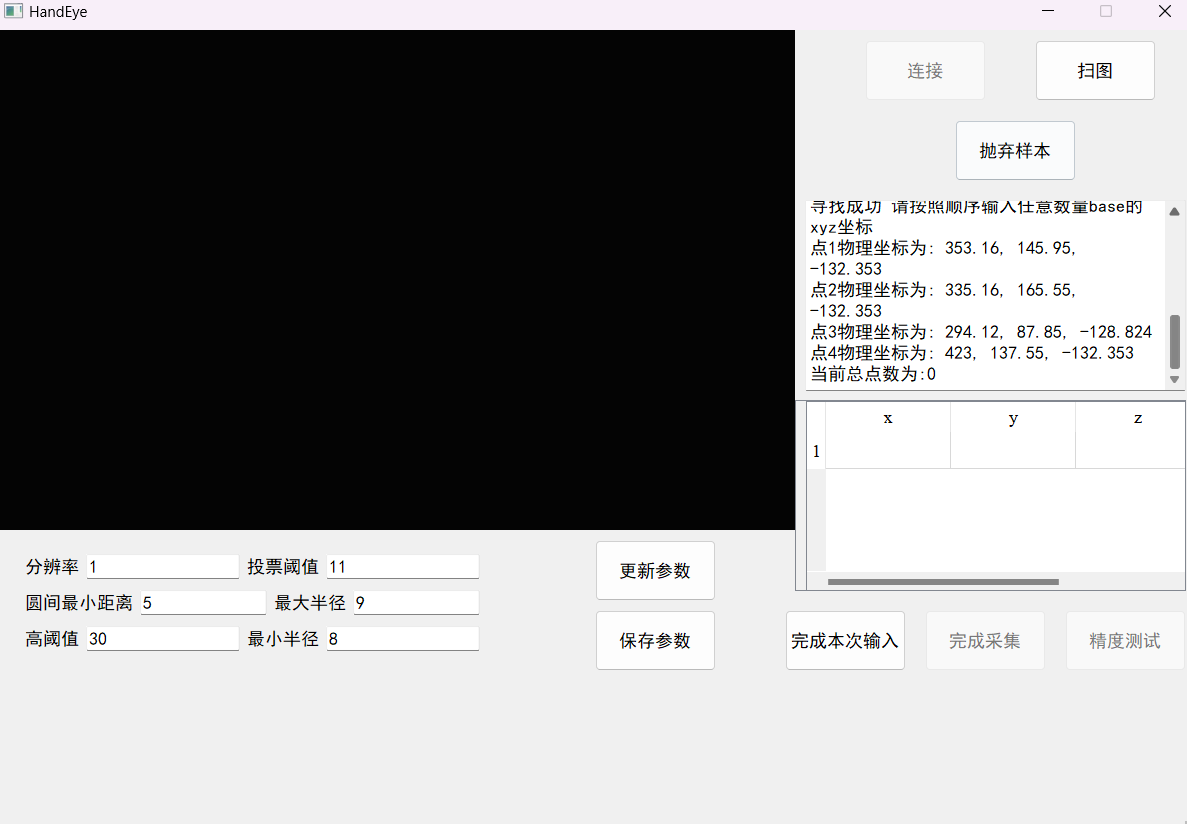 HandEye
连接
扫图
抛弃样本
寻找成功 请按照顺序输入任意数量base的
xyz坐标
点1物理坐标为: 353.16, 145.95,
-132.353
点2物理坐标为: 335.16, 165.55,
-132.353
点3物理坐标为: 294.12, 87.85, -128.824
点4物理坐标为: 423, 137.55, -132.353
当前总点数为:0
x y z
1
分辨率 1 投票阈值 11
圆间最小距离 5 最大半径 9
高阈值 30 最小半径 8
更新参数
保存参数
完成本次输入
完成采集
精度测试